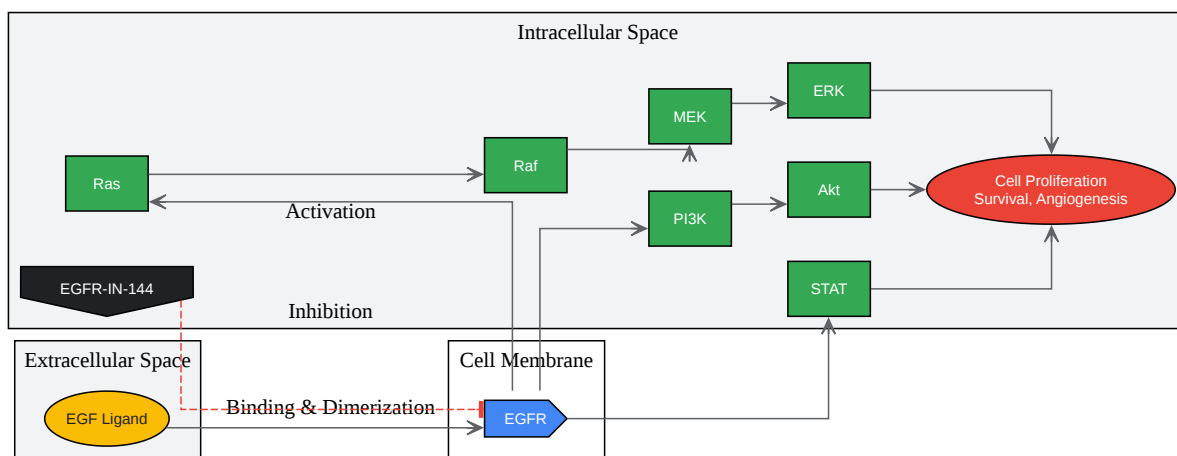 Intracellular Space
ERK
MEK
Raf
Ras
Cell Proliferation
Survival, Angiogenesis
Akt
PI3K
Activation
EGFR-IN-144
STAT
Inhibition
Extracellular Space
Cell Membrane
Binding & Dimerization
EGF Ligand
EGFR